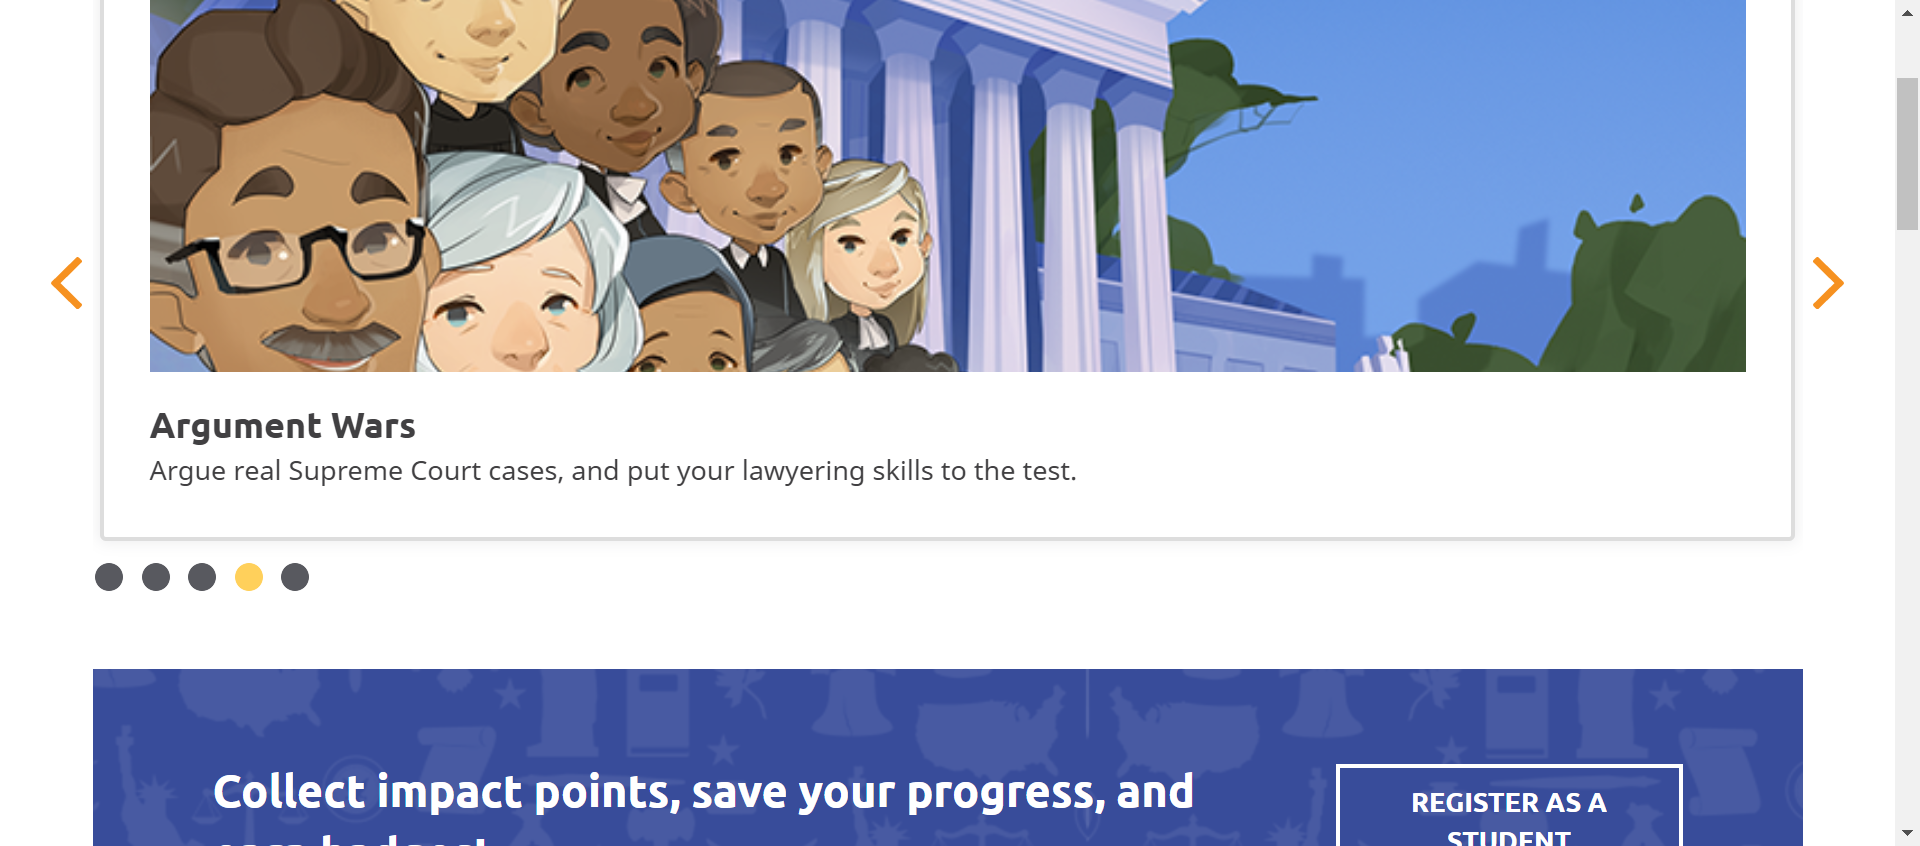 Argument Wars
Argue real Supreme Court cases, and put your lawyering skills to the test.
Collect impact points, save your progress, and
REGISTER AS A
STUDENT